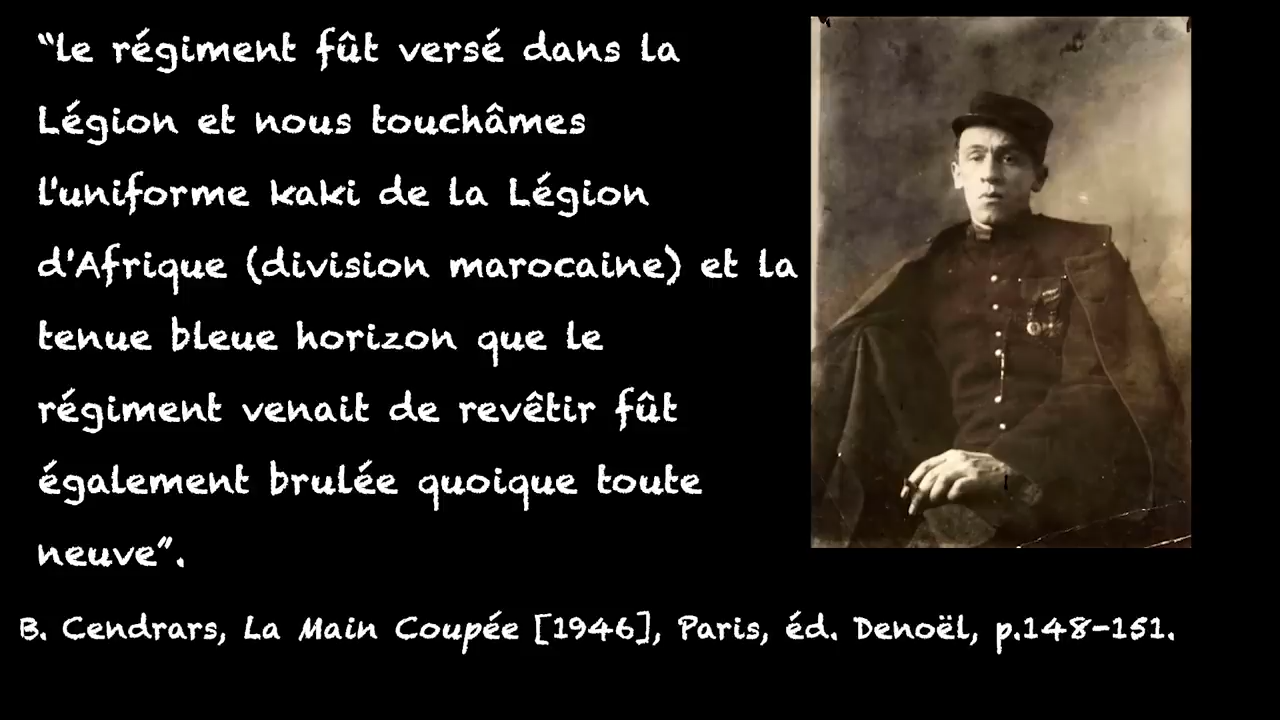 “le régiment fût versé dans la
Légion et nous touchâmes
l'uniforme kaki de la Légion
d'Afrique (division marocaine) et la
tenue bleue horizon que le
régiment venait de revêtir fût
également brulée quoique toute
neuve”.
B. Cendrars, La Main Coupée [1946], Paris, éd. Denoël, p.148-151.